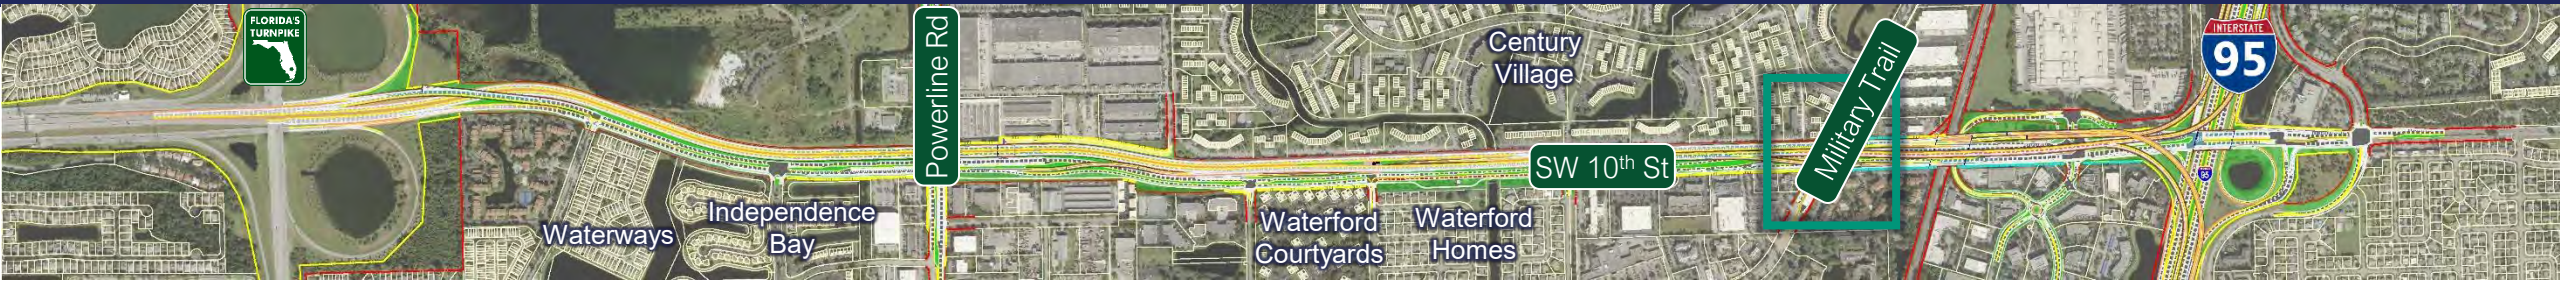 FLORIDA'S
TURNPIKE
Powerline Rd
Century
Village
Military Trail
INTERSTATE
95
SW 10th St
95
Waterways
Independence
Bay
Waterford
Courtyards
Waterford
Homes